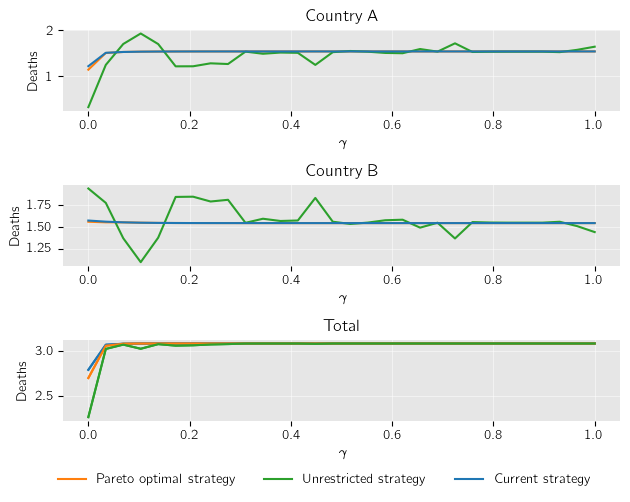 Country A
2
1
Deaths
0.0 0.2 0.4 0.6 0.8 1.0
γ
Country B
1.75
1.50
1.25
Deaths
0.0 0.2 0.4 0.6 0.8 1.0
γ
Total
3.0
2.5
Deaths
0.0 0.2 0.4 0.6 0.8 1.0
γ
Pareto optimal strategy Unrestricted strategy Current strategy